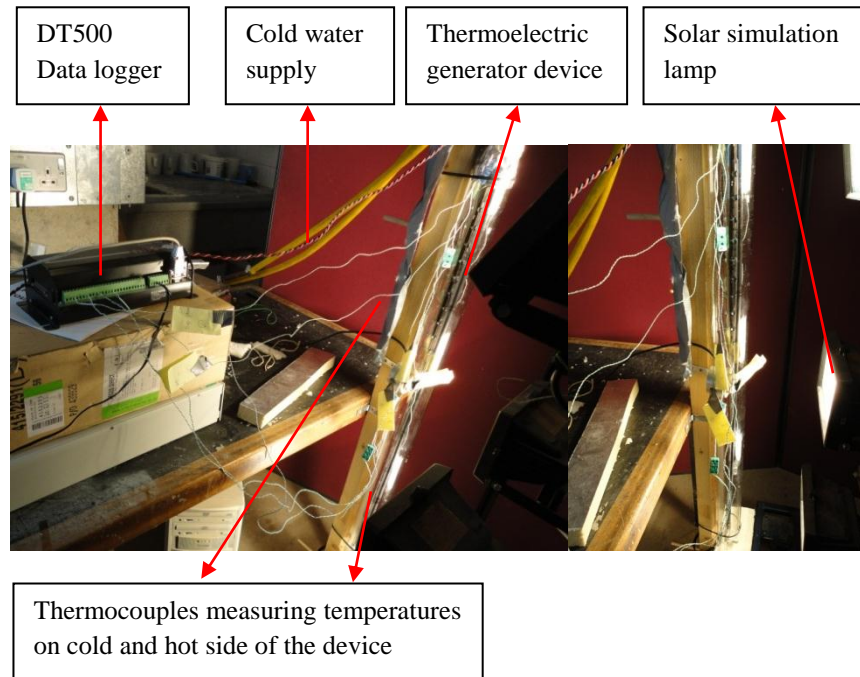 DT500
Data logger
Cold water
supply
Thermoelectric
generator device
Solar simulation
lamp
Thermocouples measuring temperatures
on cold and hot side of the device